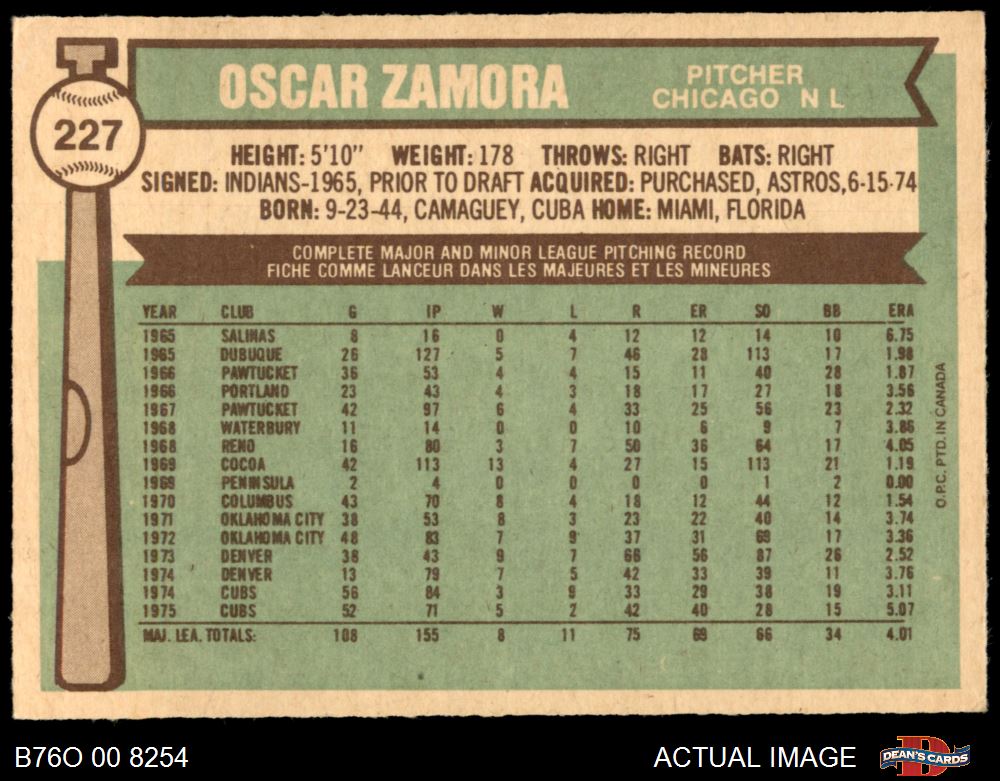 227
OSCAR ZAMORA
PITCHER
CHICAGO N L
HEIGHT: 5'10" WEIGHT: 178 THROWS: RIGHT BATS: RIGHT
SIGNED: INDIANS-1965, PRIOR TO DRAFT ACQUIRED: PURCHASED, ASTROS, 6-15-74
BORN: 9-23-44, CAMAGUEY, CUBA HOME: MIAMI, FLORIDA
COMPLETE MAJOR AND MINOR LEAGUE PITCHING RECORD
FICHE COMME LANCEUR DANS LES MAJEURES ET LES MINEURES
YEAR CLUB G IP W L R ER SO BB ERA
1965 SALINAS 8 16 0 4 12 12 14 10 6.75
1965 DUBUQUE 26 127 5 7 46 28 113 17 1.98
1966 PAWTUCKET 36 53 4 4 15 11 40 28 1.87
1966 PORTLAND 23 43 4 3 18 17 27 18 3.56
1967 PAWTUCKET 42 97 6 4 33 25 56 23 2.32
1968 WATERBURY 11 14 0 0 10 6 9 7 3.86
1968 RENO 16 80 3 7 50 36 64 17 4.05
1969 COCOA 42 113 13 4 27 15 113 21 1.19
1969 PENINSULA 2 4 0 0 0 0 1 2 0.00
1970 COLUMBUS 43 70 8 4 18 12 44 12 1.54
1971 OKLAHOMA CITY 38 53 8 3 23 22 40 14 3.74
1972 OKLAHOMA CITY 48 83 7 9 37 31 69 17 3.36
1973 DENVER 38 43 9 7 66 56 87 26 2.52
1974 DENVER 13 79 7 5 42 33 39 11 3.76
1974 CUBS 56 84 3 9 33 29 38 19 3.11
1975 CUBS 52 71 5 2 42 40 28 15 5.07
MAJ. LEA. TOTALS: 108 155 8 11 75 69 66 34 4.01
O.P.C. PTD. IN CANADA
B76O 00 8254
ACTUAL IMAGE
DEAN'S CARDS